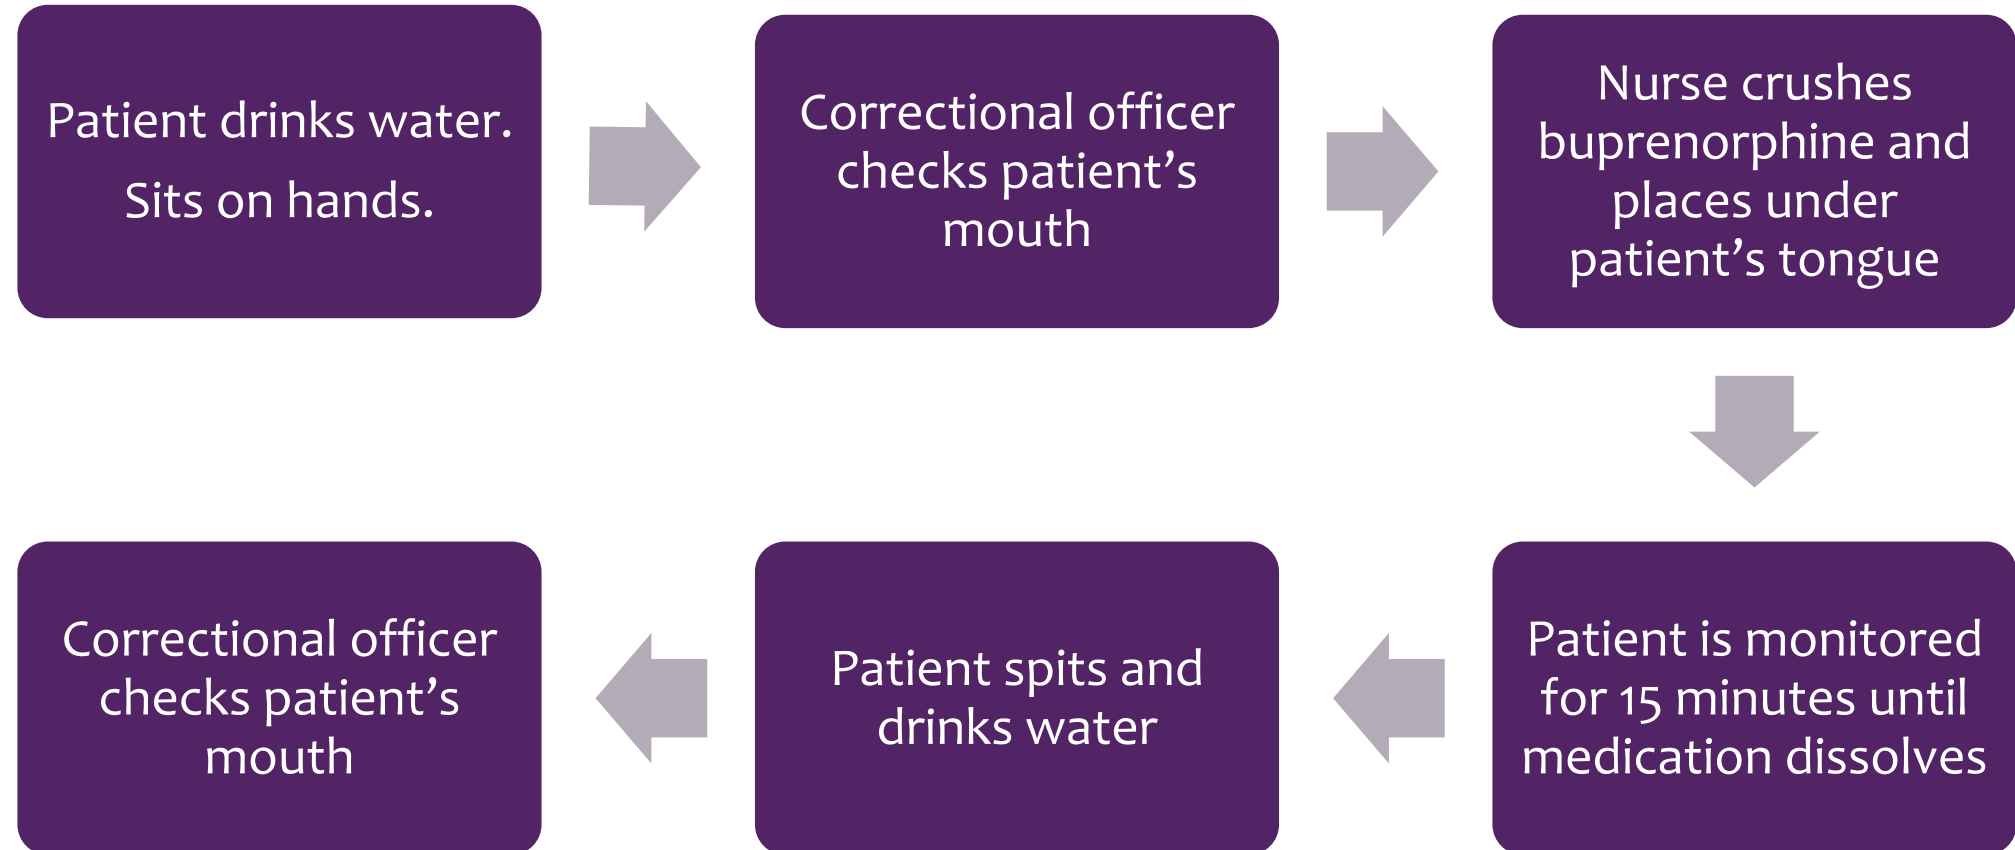 Patient drinks water.
Sits on hands.
Correctional officer
checks patient’s
mouth
Nurse crushes
buprenorphine and
places under
patient’s tongue
Patient is monitored
for 15 minutes until
medication dissolves
Patient spits and
drinks water
Correctional officer
checks patient’s
mouth